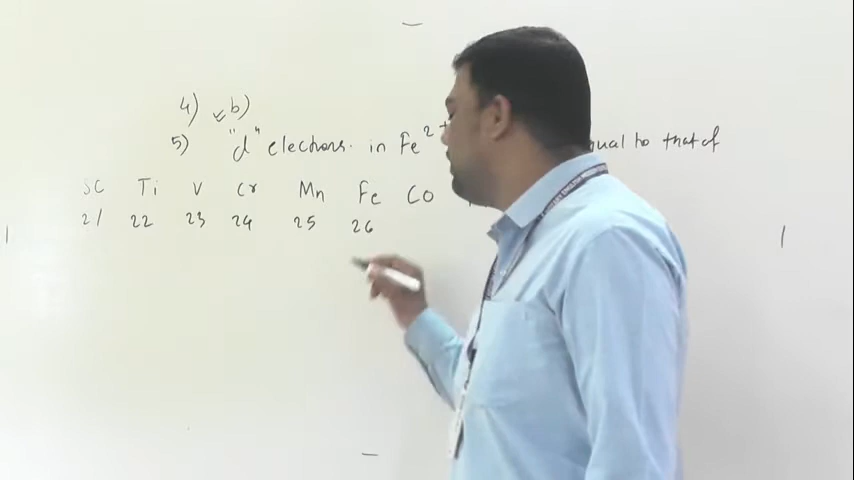 4) ✓ b)
5) "d" electrons. in Fe2+ qual to that of
Sc Ti V Cr Mn Fe Co
21 22 23 24 25 26